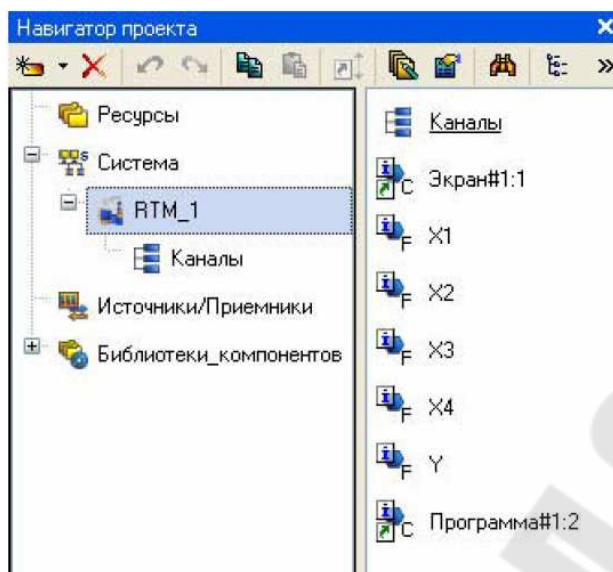 Навигатор проекта
Ресурсы
Система
RTM_1
Каналы
Источники/Приемники
Библиотеки_компонентов
Каналы
C Экран#1:1
F X1
F X2
F X3
F X4
F Y
C Программа#1:2